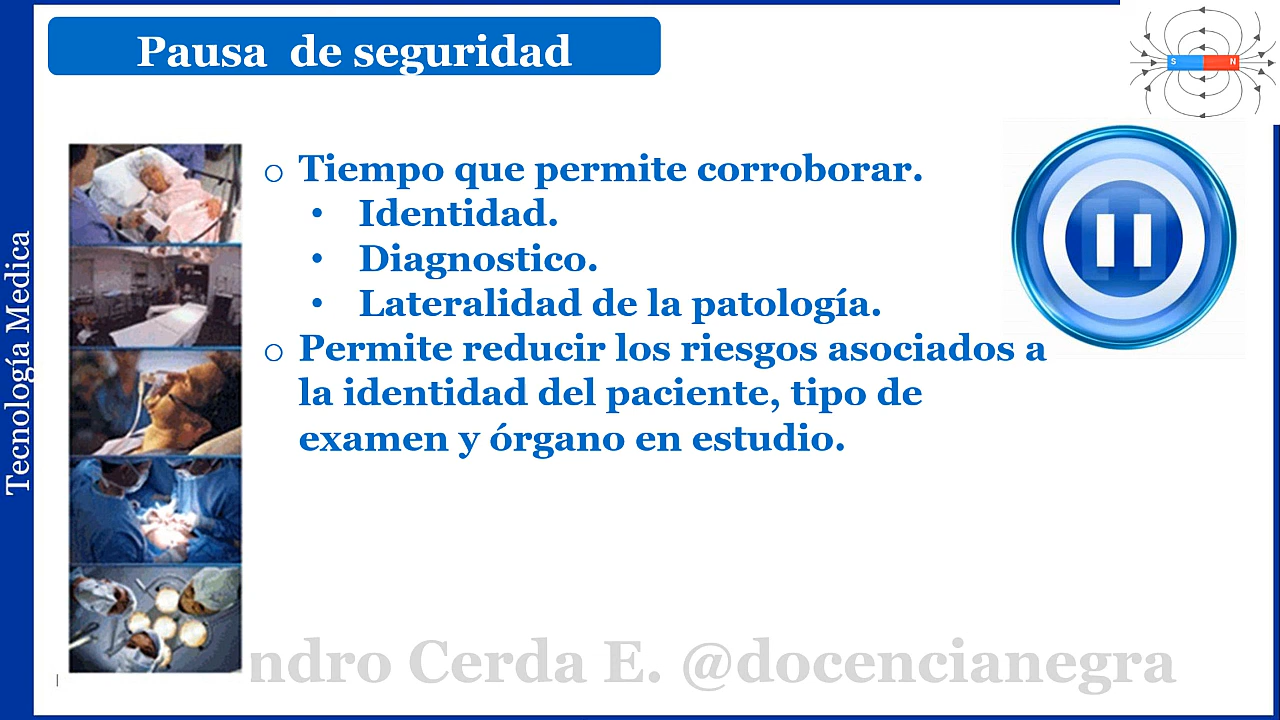 Pausa de seguridad
S N
Tecnología Medica
o Tiempo que permite corroborar.
• Identidad.
• Diagnostico.
• Lateralidad de la patología.
o Permite reducir los riesgos asociados a
la identidad del paciente, tipo de
examen y órgano en estudio.
ndro Cerda E. @docencianegra